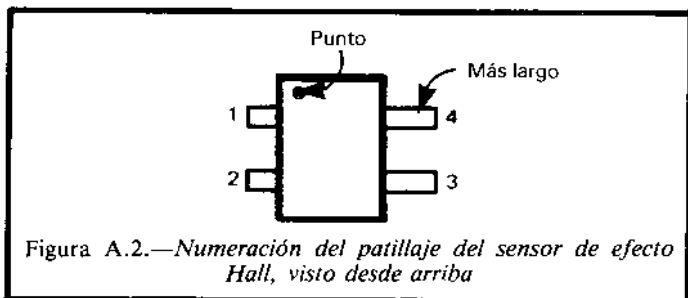 Punto
Más largo
1
4
2
3
Figura A.2.—Numeración del patillaje del sensor de efecto
Hall, visto desde arriba